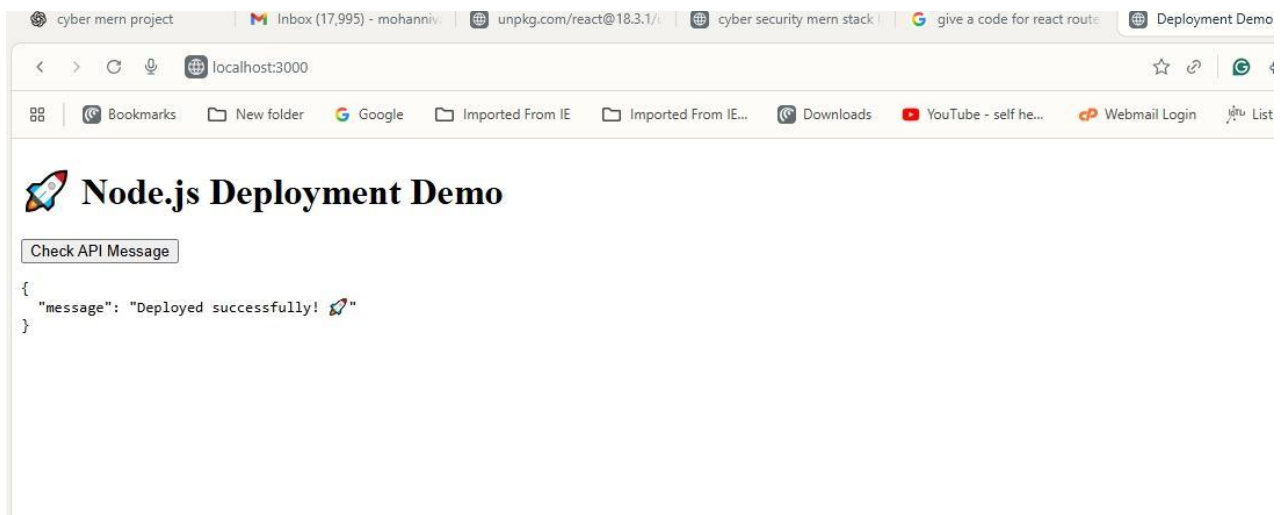 cyber mern project Inbox (17,995) - mohanniv unpkg.com/react@18.3.1/ cyber security mern stack give a code for react route Deployment Demo
localhost:3000
Bookmarks New folder Google Imported From IE Imported From IE... Downloads YouTube - self he... Webmail Login List
🚀 Node.js Deployment Demo
Check API Message
{
"message": "Deployed successfully! 🚀"
}